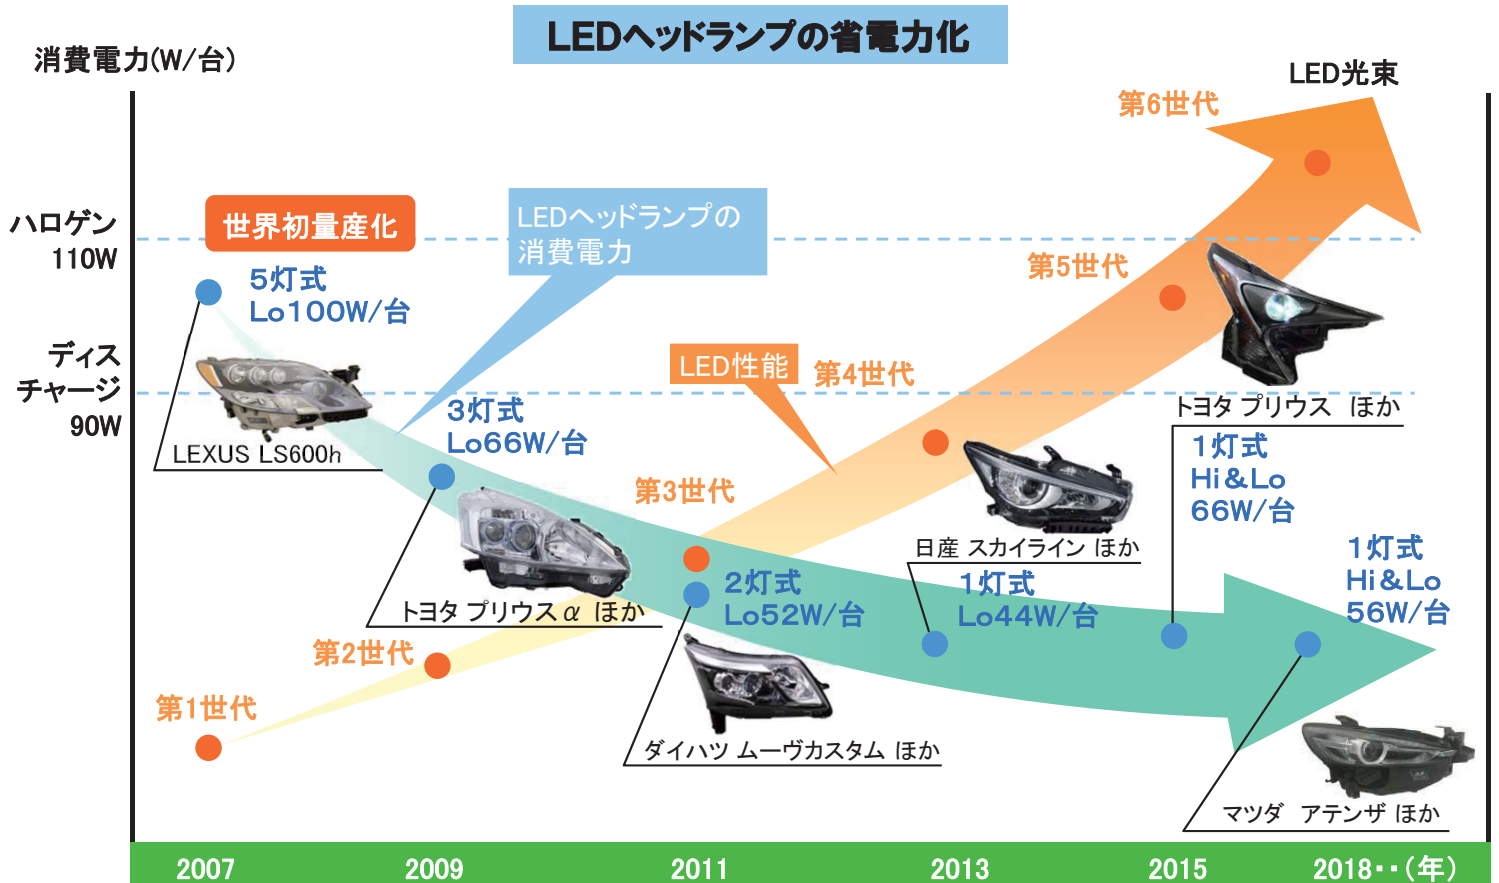 LEDヘッドランプの省電力化
消費電力(W/台)
LED光束
第6世代
ハロゲン
110W
世界初量産化
LEDヘッドランプの
消費電力
5灯式
Lo100W/台
第5世代
ディス
チャージ
90W
LED性能
第4世代
LEXUS LS600h
3灯式
Lo66W/台
トヨタ プリウス ほか
1灯式
Hi&Lo
66W/台
第3世代
日産 スカイライン ほか
1灯式
Lo44W/台
1灯式
Hi&Lo
56W/台
2灯式
Lo52W/台
トヨタ プリウスα ほか
第2世代
第1世代
ダイハツ ムーヴカスタム ほか
マツダ アテンザ ほか
2007 2009 2011 2013 2015 2018・・(年)